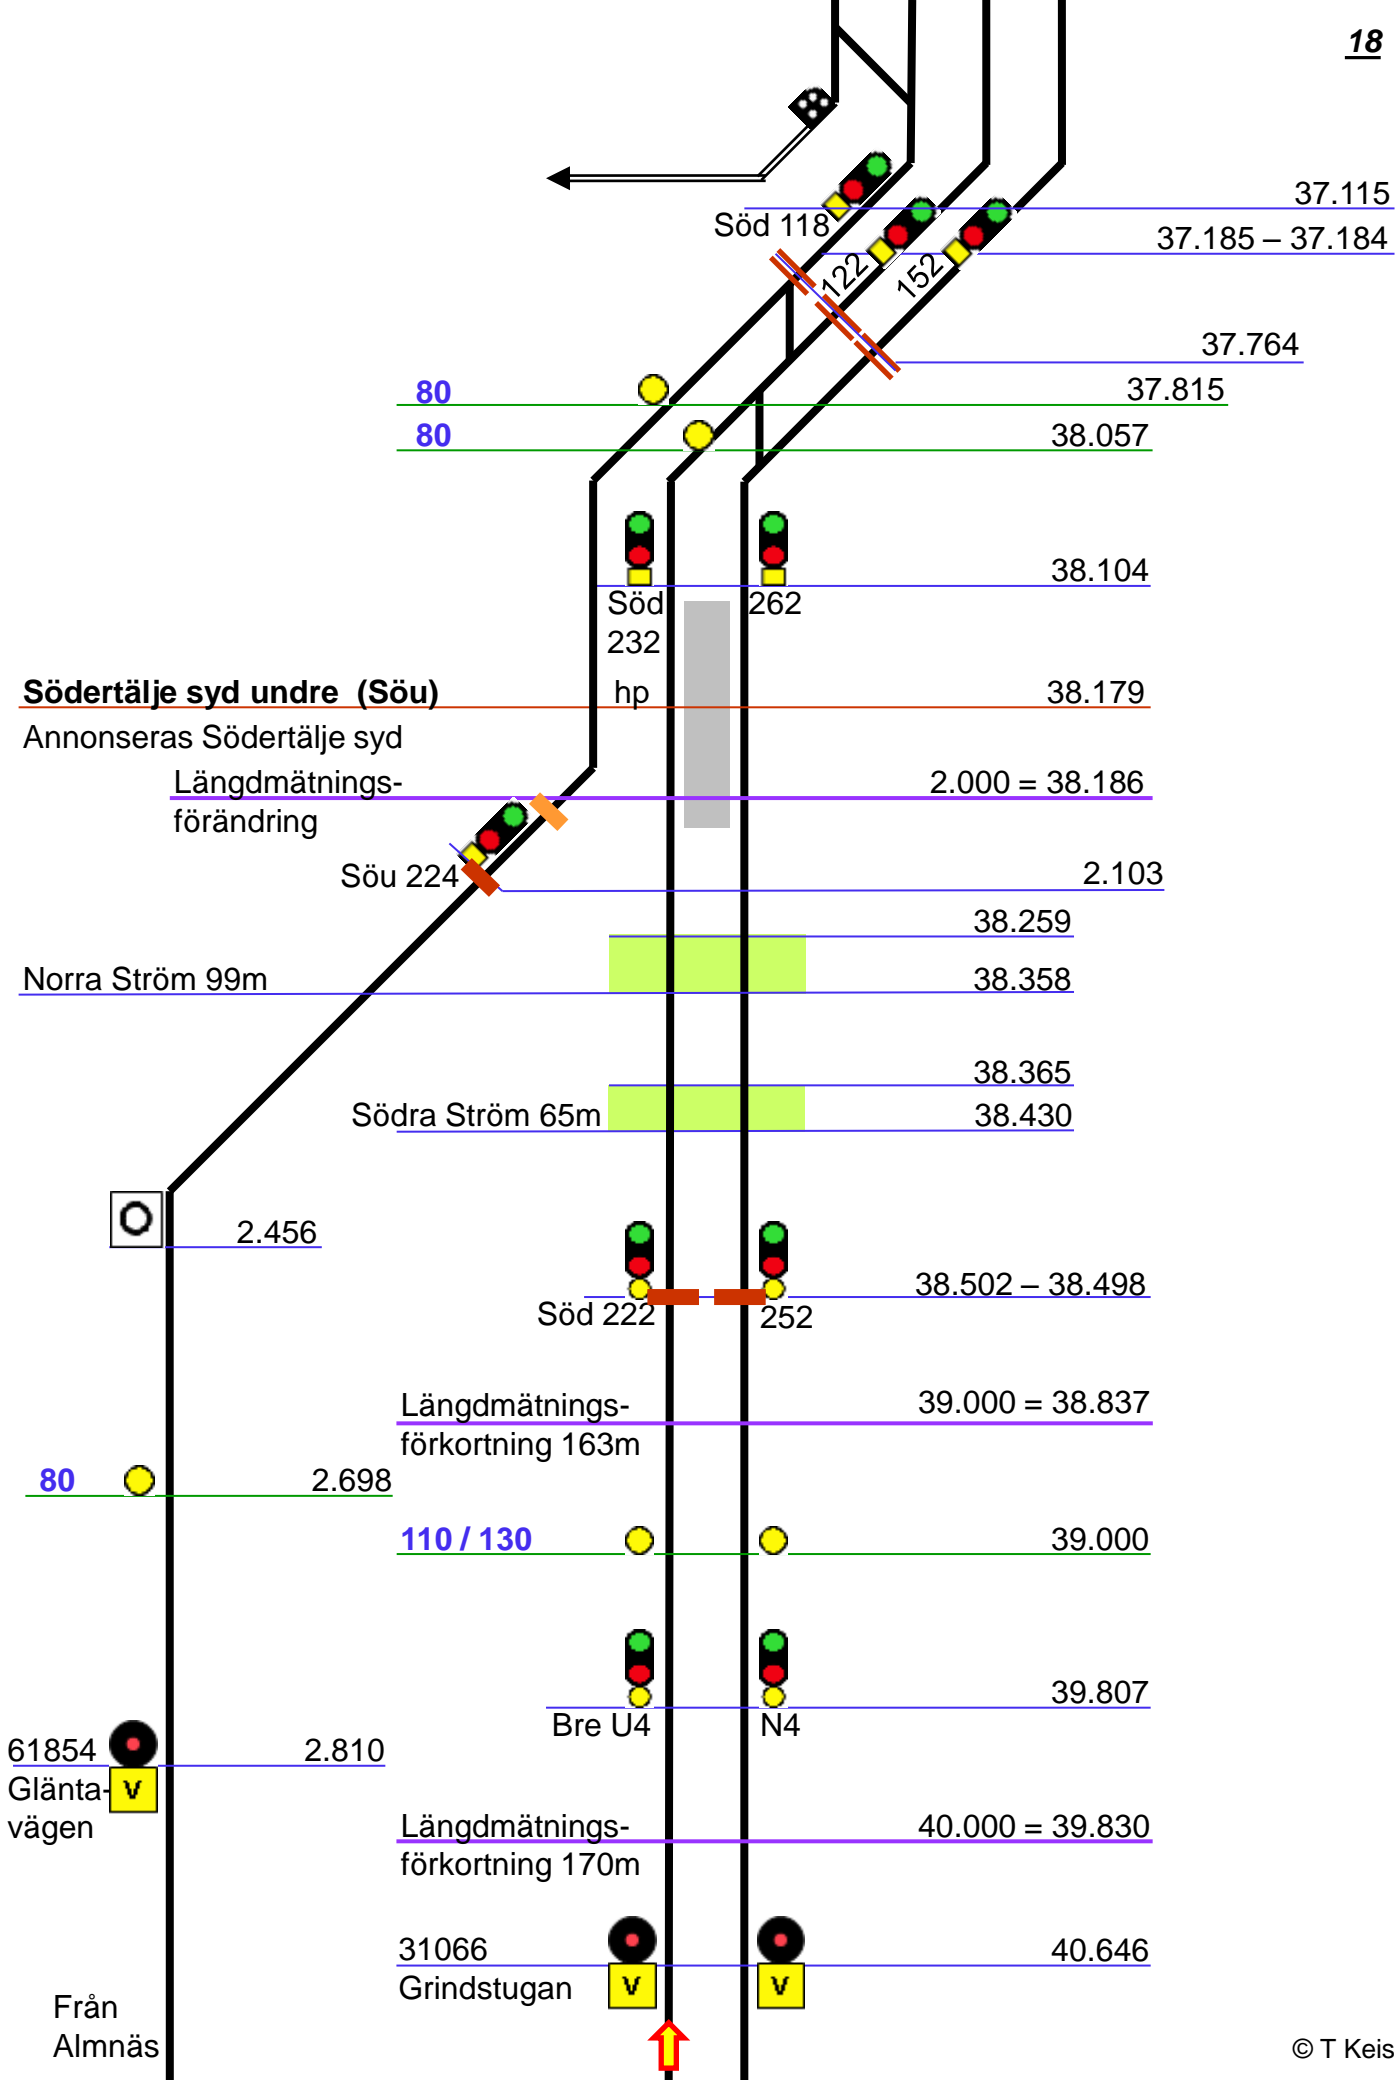 18
37.115
Söd 118
37.185 – 37.184
122
152
37.764
80
37.815
80
38.057
38.104
Söd
262
232
Södertälje syd undre (Söu)
hp
38.179
Annonseras Södertälje syd
Längdmätnings-
2.000 = 38.186
förändring
Söu 224
2.103
38.259
Norra Ström 99m
38.358
38.365
Södra Ström 65m
38.430
O
2.456
38.502 – 38.498
Söd 222
252
Längdmätnings-
39.000 = 38.837
förkortning 163m
80
2.698
110 / 130
39.000
39.807
Bre U4
N4
61854
2.810
Glänta-
V
vägen
Längdmätnings-
40.000 = 39.830
förkortning 170m
31066
40.646
Grindstugan
V
V
Från
Almnäs
© T Keis